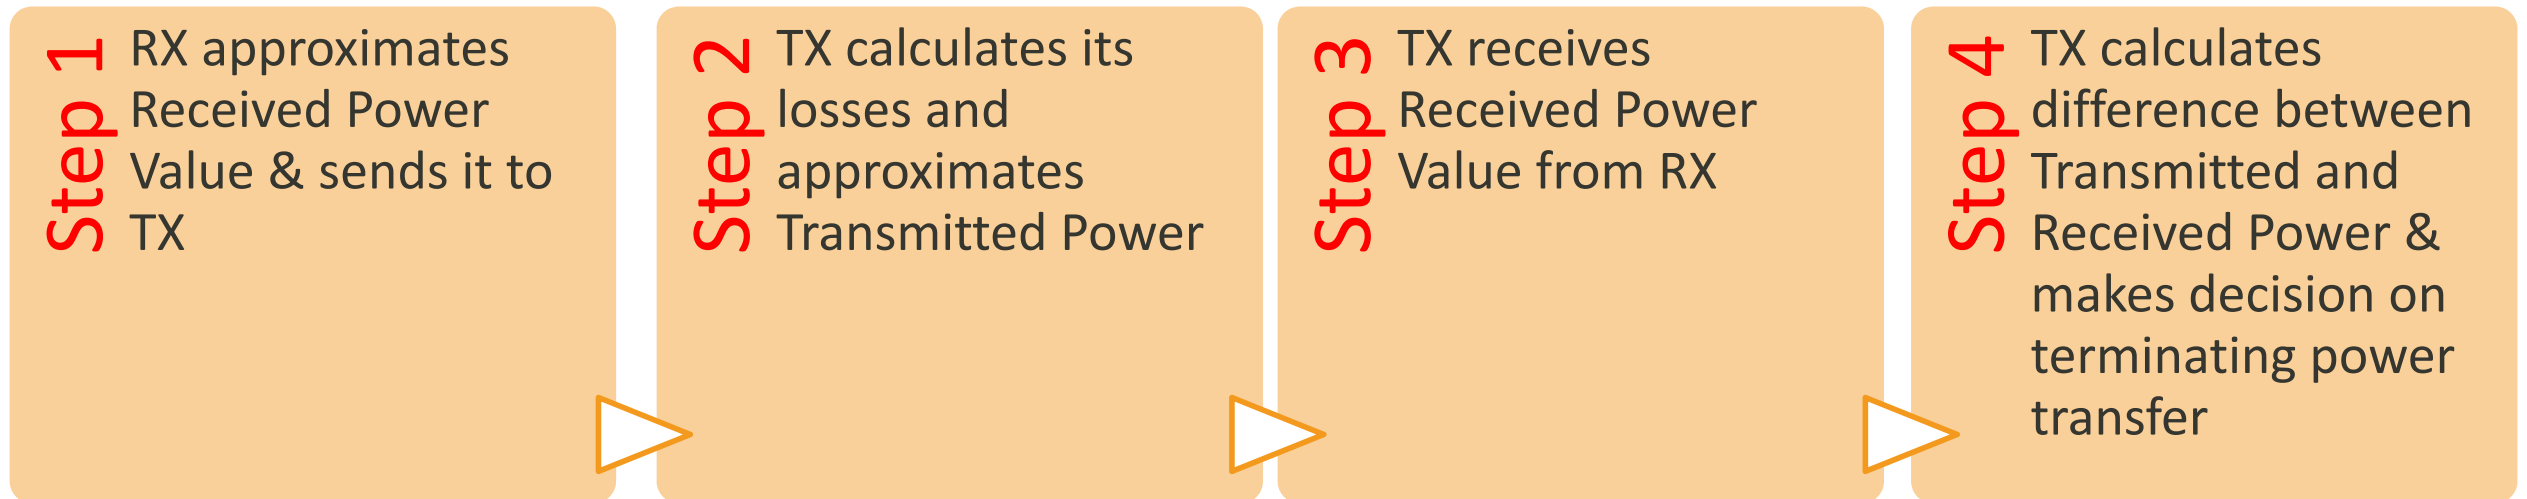 Step 1
RX approximates
Received Power
Value & sends it to
TX
Step 2
TX calculates its
losses and
approximates
Transmitted Power
Step 3
TX receives
Received Power
Value from RX
Step 4
TX calculates
difference between
Transmitted and
Received Power &
makes decision on
terminating power
transfer